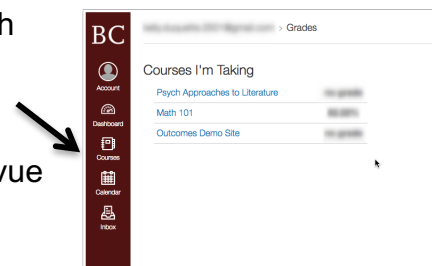 h
vue
BC
Account
Dashboard
Courses
Calendar
Inbox
> Grades
Courses I'm Taking
Psych Approaches to Literature
Math 101
Outcomes Demo Site